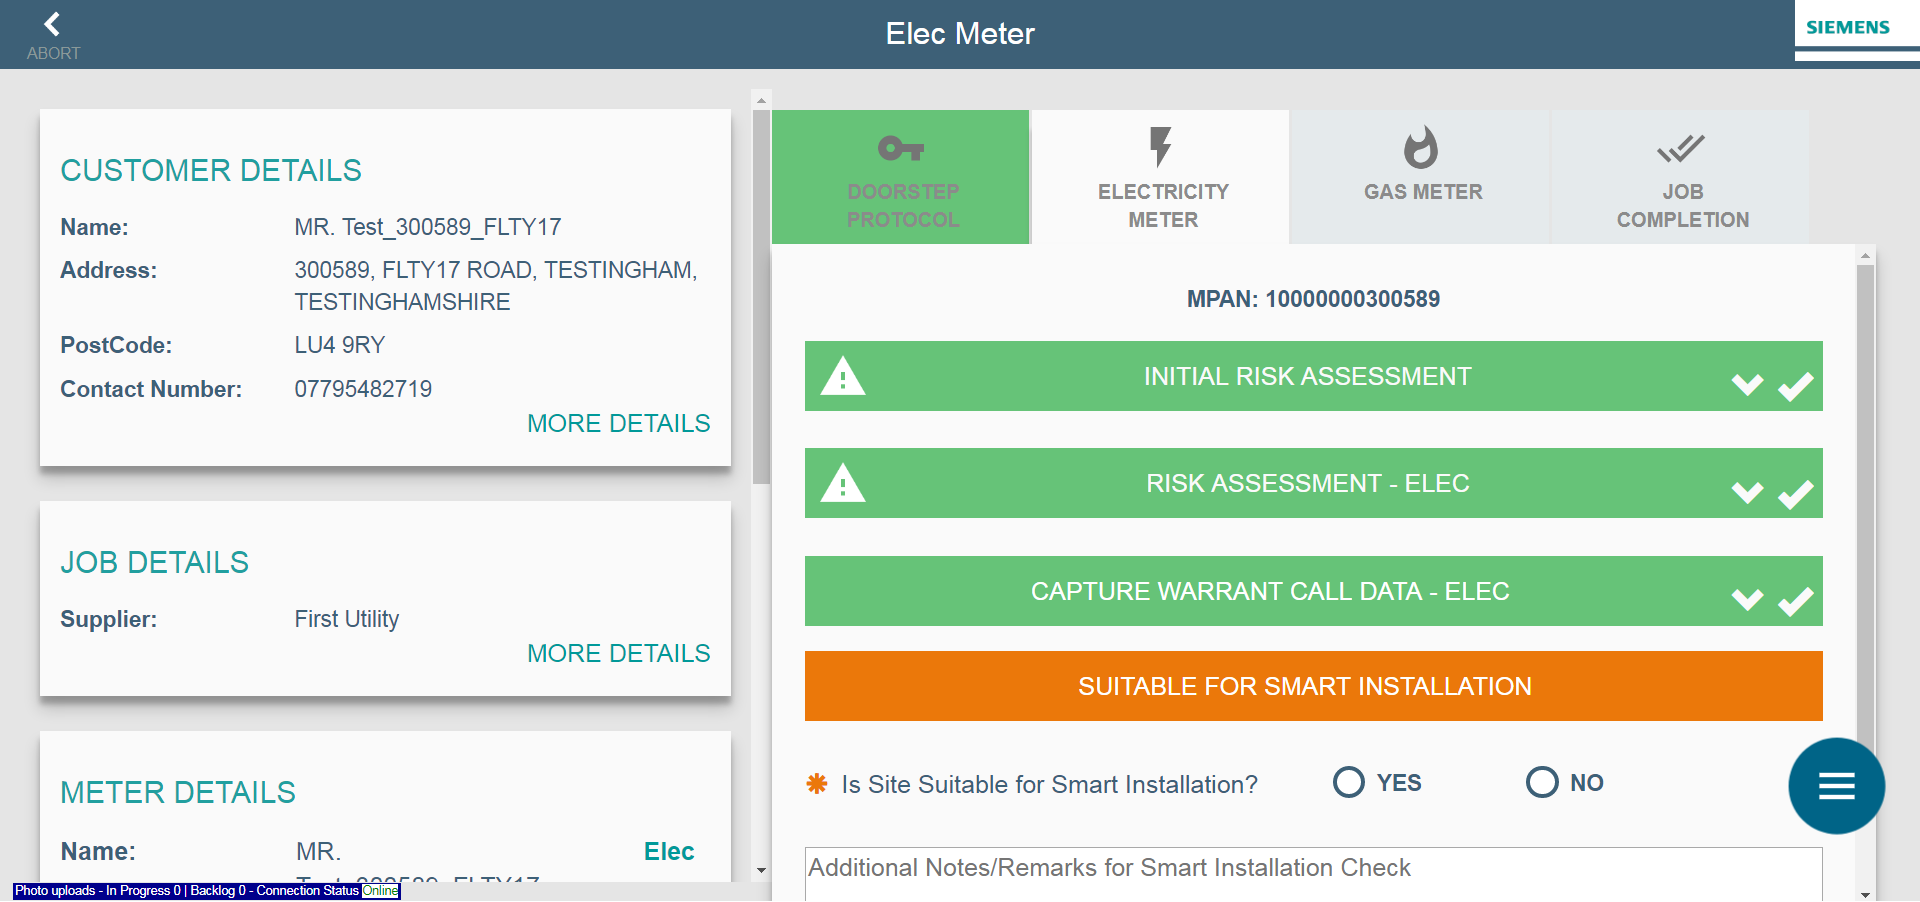 ABORT
Elec Meter
SIEMENS
CUSTOMER DETAILS
Name: MR. Test_300589_FLTY17
Address: 300589, FLTY17 ROAD, TESTINGHAM,
TESTINGHAMSHIRE
PostCode: LU4 9RY
Contact Number: 07795482719
MORE DETAILS
JOB DETAILS
Supplier: First Utility
MORE DETAILS
METER DETAILS
Name: MR. Elec
Test_300589_FLTY17
Photo uploads - In Progress 0 | Backlog 0 - Connection Status Online
DOORSTEP
PROTOCOL
ELECTRICITY
METER
GAS METER
JOB
COMPLETION
MPAN: 10000000300589
INITIAL RISK ASSESSMENT
RISK ASSESSMENT - ELEC
CAPTURE WARRANT CALL DATA - ELEC
SUITABLE FOR SMART INSTALLATION
✱ Is Site Suitable for Smart Installation? YES NO
Additional Notes/Remarks for Smart Installation Check